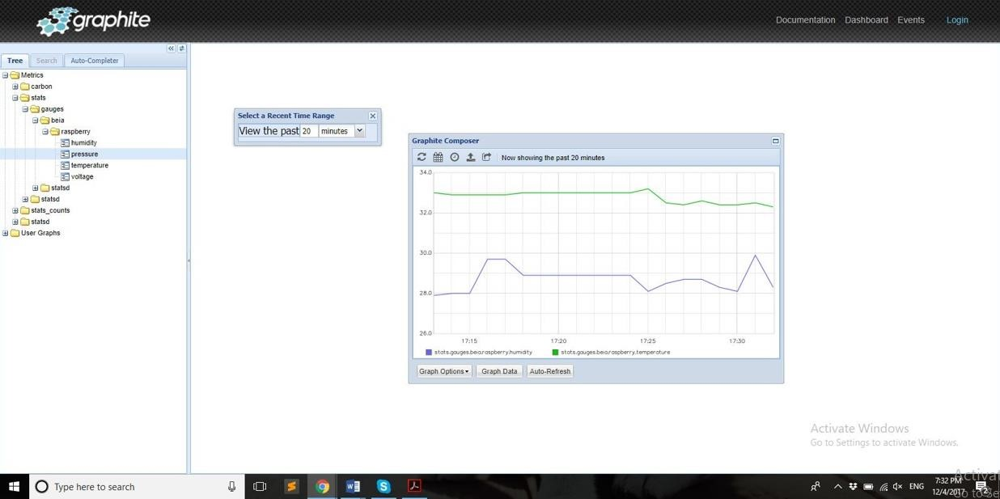 graphite
Documentation Dashboard Events Login
Tree Search Auto-Completer
Metrics
carbon
stats
gauges
beia
raspberry
humidity
pressure
temperature
voltage
statsd
statsd
stats_counts
statsd
User Graphs
Select a Recent Time Range
View the past 20 minutes
Graphite Composer
Now showing the past 20 minutes
34.0
32.0
30.0
28.0
26.0
17:15 17:20 17:25 17:30
stats.gauges.beia.raspberry.humidity stats.gauges.beia.raspberry.temperature
Graph Options Graph Data Auto-Refresh
Activate Windows
Go to Settings to activate Windows.
Type here to search
ENG
7:32 PM
12/4/2017
Activat
Go to Se
2